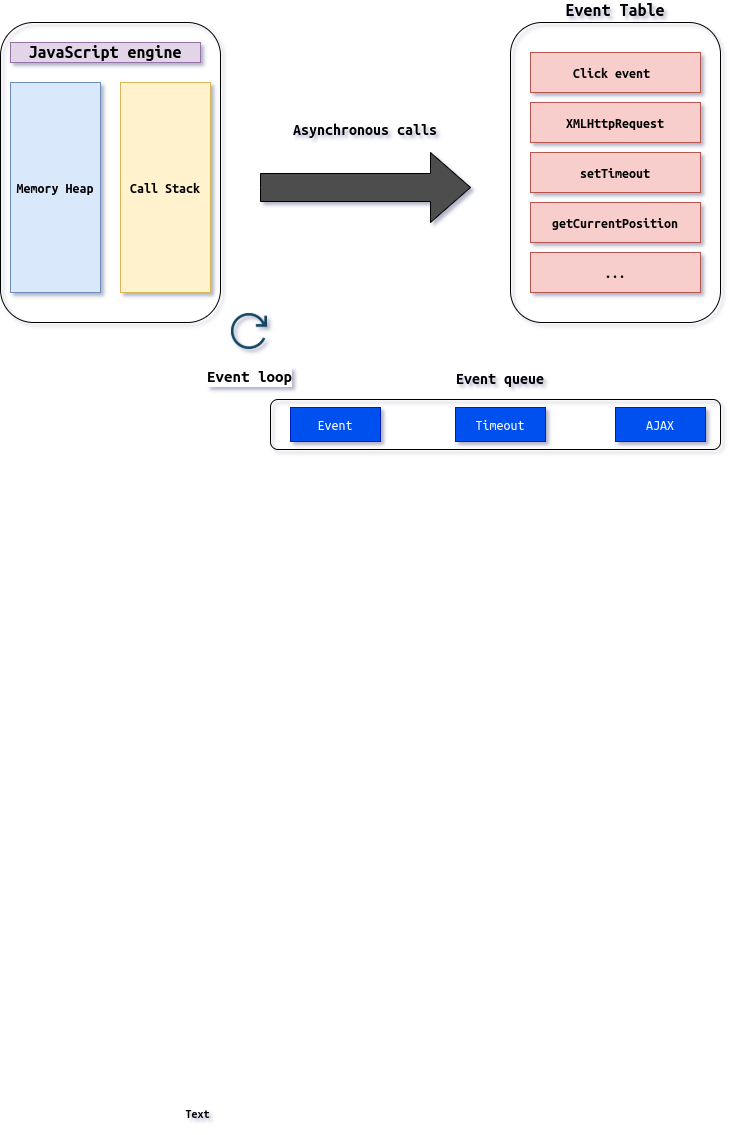 Event Table
JavaScript engine
Memory Heap
Call Stack
Asynchronous calls
Click event
XMLHttpRequest
setTimeout
getCurrentPosition
...
Event loop
Event queue
Event
Timeout
AJAX
Text